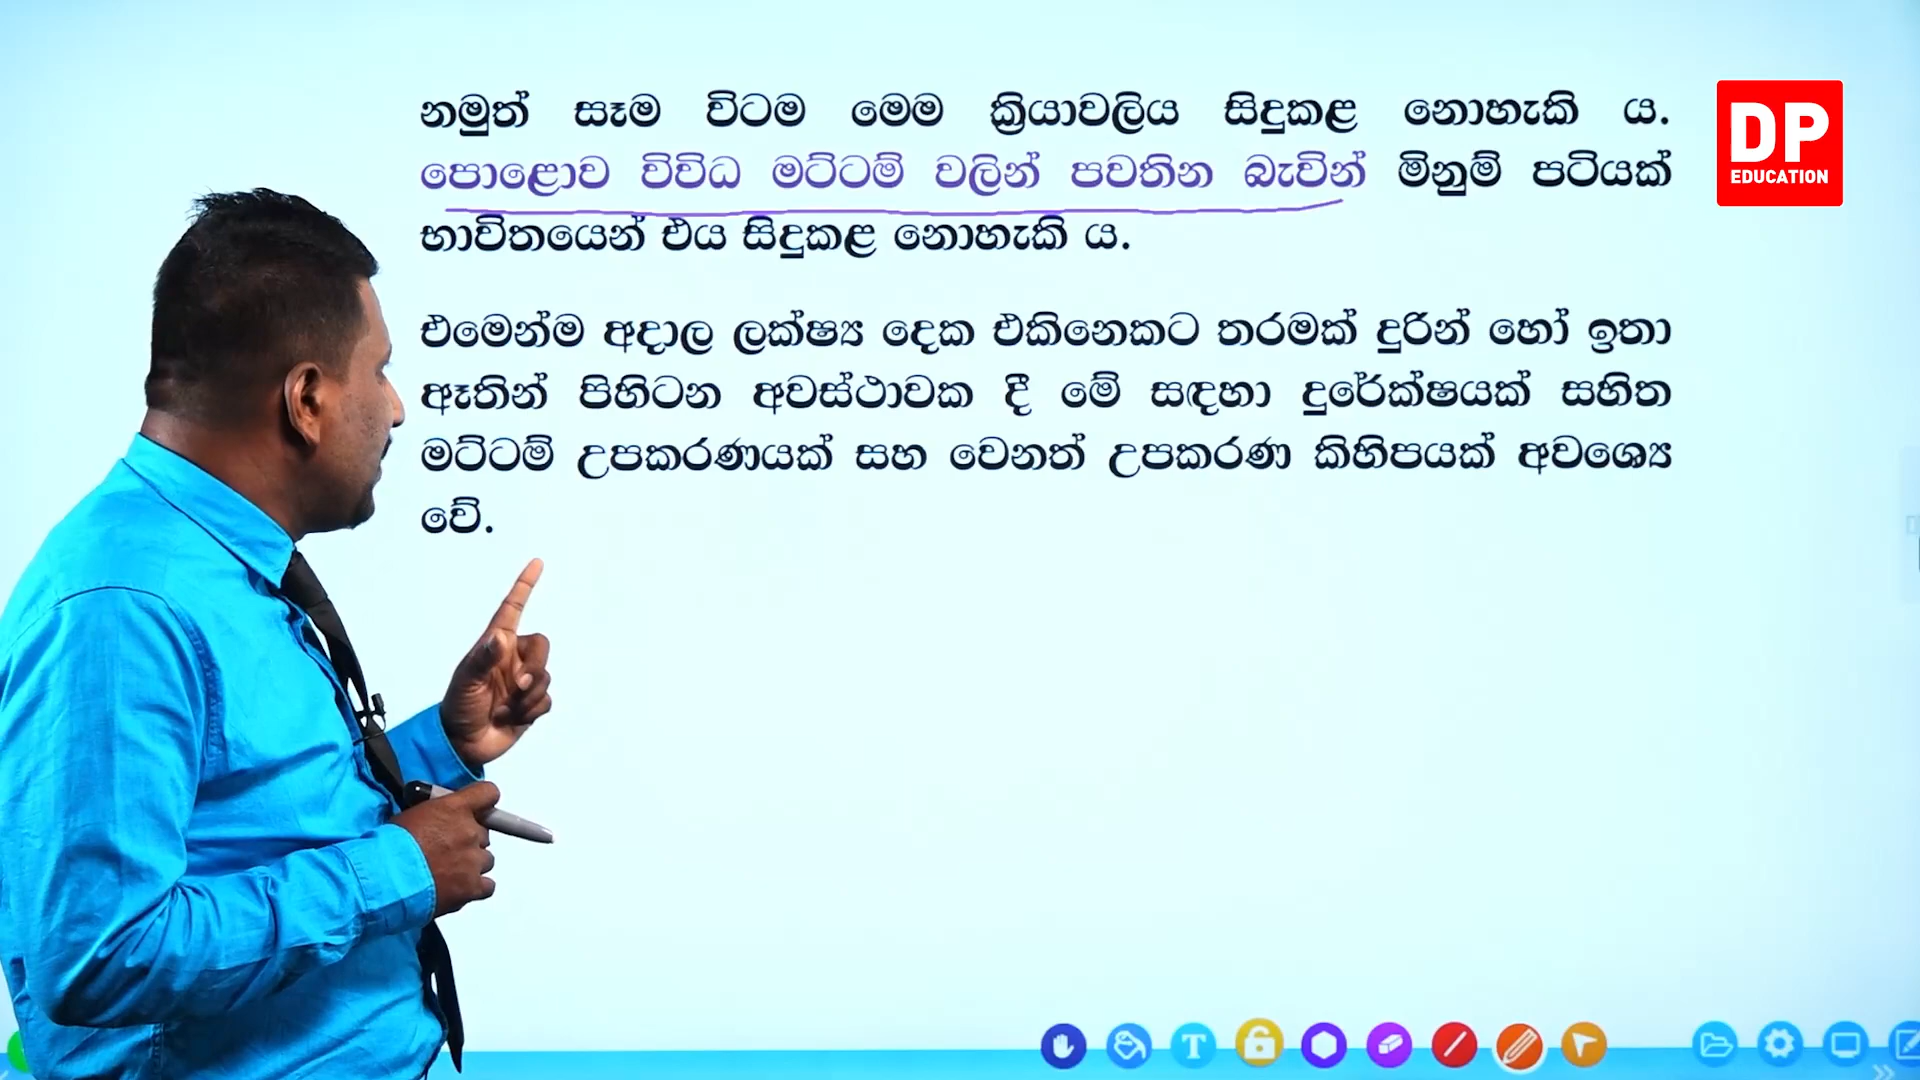 නමුත් සෑම විටම මෙම ක්‍රියාවලිය සිදුකළ නොහැකි ය.
පොළොව විවිධ මට්ටම් වලින් පවතින බැවින් මිනුම් පටියක්
භාවිතයෙන් එය සිදුකළ නොහැකි ය.
එමෙන්ම අදාල ලක්ෂ්‍ය දෙක එකිනෙකට තරමක් දුරින් හෝ ඉතා
ඈතින් පිහිටන අවස්ථාවක දී මේ සඳහා දුරේක්ෂයක් සහිත
මට්ටම් උපකරණයක් සහ වෙනත් උපකරණ කිහිපයක් අවශ්‍යෙ
වේ.
DP
EDUCATION
T